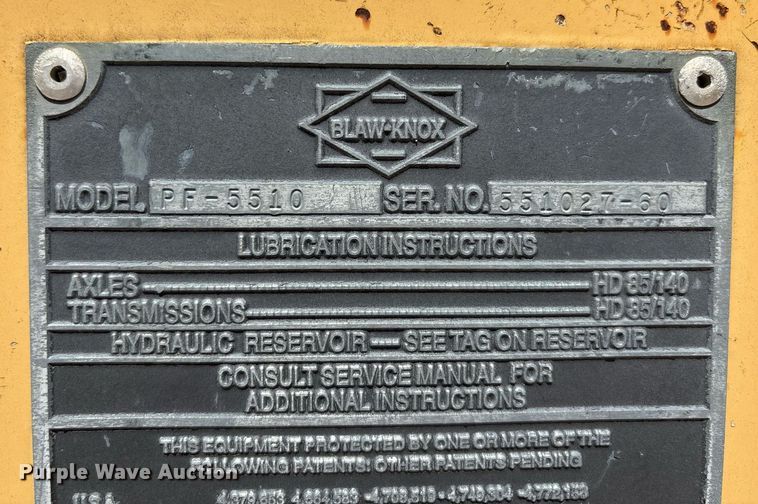 BLAW-KNOX
MODEL PF-5510 SER. NO. 551027-60
LUBRICATION INSTRUCTIONS
AXLES HD 85/140
TRANSMISSIONS HD 85/140
HYDRAULIC RESERVOIR --- SEE TAG ON RESERVOIR
CONSULT SERVICE MANUAL FOR
ADDITIONAL INSTRUCTIONS
THIS EQUIPMENT PROTECTED BY ONE OR MORE OF THE
FOLLOWING PATENTS: OTHER PATENTS PENDING
Purple Wave Auction
U.S.A.